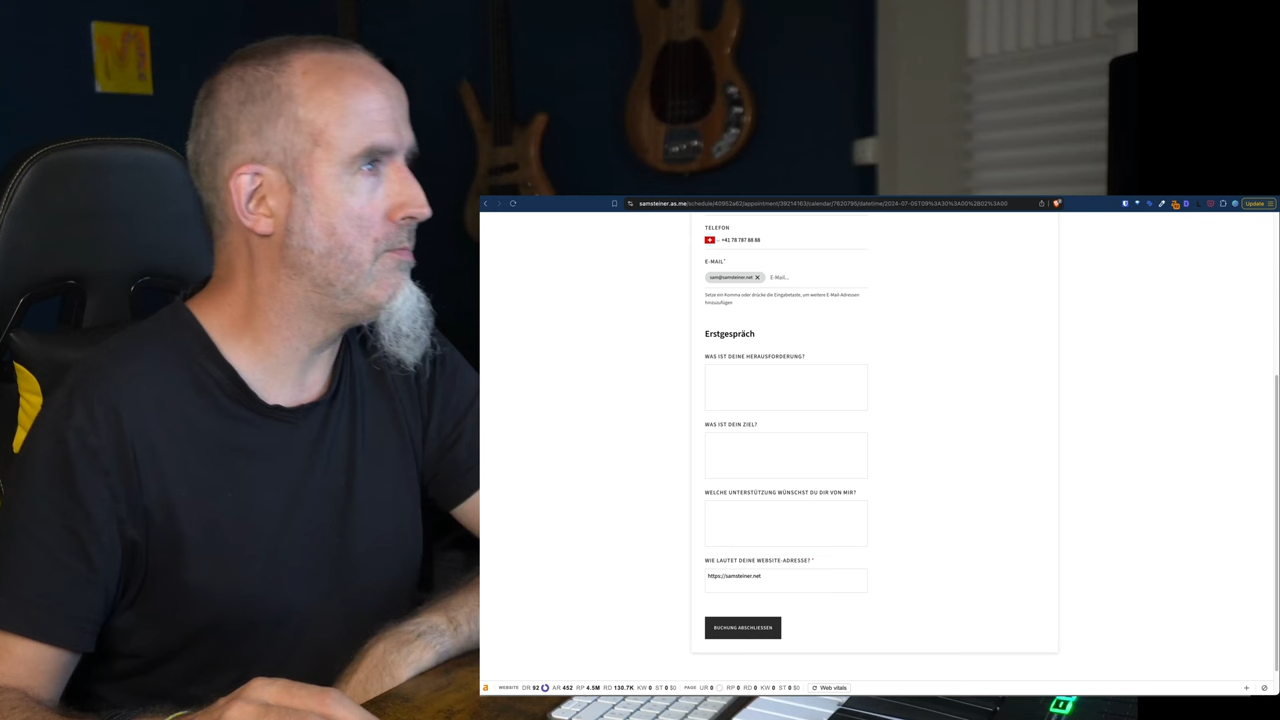 samsteiner.as.me/schedule/40952a62/appointment/39214163/calendar/7620795/datetime/2024-07-05T09%3A30%3A00%2B02%3A00
Update
TELEFON
+41 78 787 88 88
E-MAIL*
sam@samsteiner.net ✕ E-Mail...
Setze ein Komma oder drücke die Eingabetaste, um weitere E-Mail-Adressen
hinzuzufügen
Erstgespräch
WAS IST DEINE HERAUSFORDERUNG?
WAS IST DEIN ZIEL?
WELCHE UNTERSTÜTZUNG WÜNSCHST DU DIR VON MIR?
WIE LAUTET DEINE WEBSITE-ADRESSE? *
https://samsteiner.net
BUCHUNG ABSCHLIESSEN
WEBSITE DR 92 AR 452 RP 4.5M RD 130.7K KW 0 ST 0 $0 PAGE UR 0 RP 0 RD 0 KW 0 ST 0 $0 Web vitals